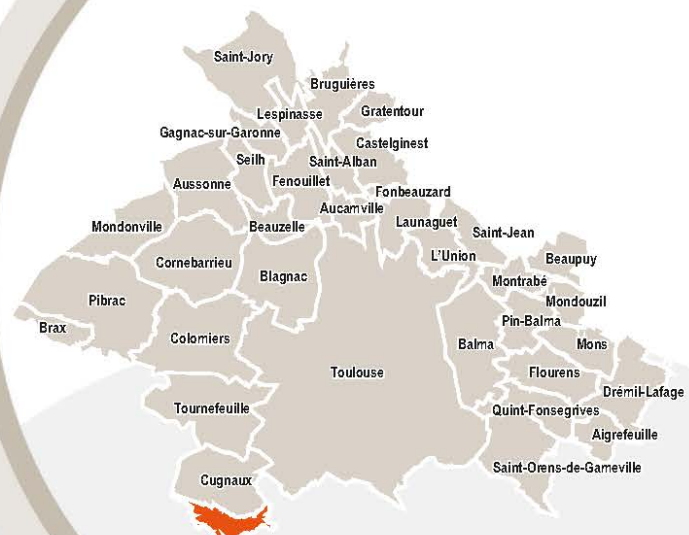 Saint-Jory
Bruguières
Lespinasse
Gratentour
Gagnac-sur-Garonne
Castelginest
Seilh
Saint-Alban
Aussonne
Fenouillet
Fonbeauzard
Aucamville
Mondonville
Beauzelle
Launaguet
Saint-Jean
L'Union
Cornebarrieu
Beaupuy
Blagnac
Montrabé
Pibrac
Mondouzil
Brax
Pin-Balma
Colomiers
Balma
Mons
Toulouse
Flourens
Drémil-Lafage
Tournefeuille
Quint-Fonsegrives
Aigrefeuille
Saint-Orens-de-Gameville
Cugnaux